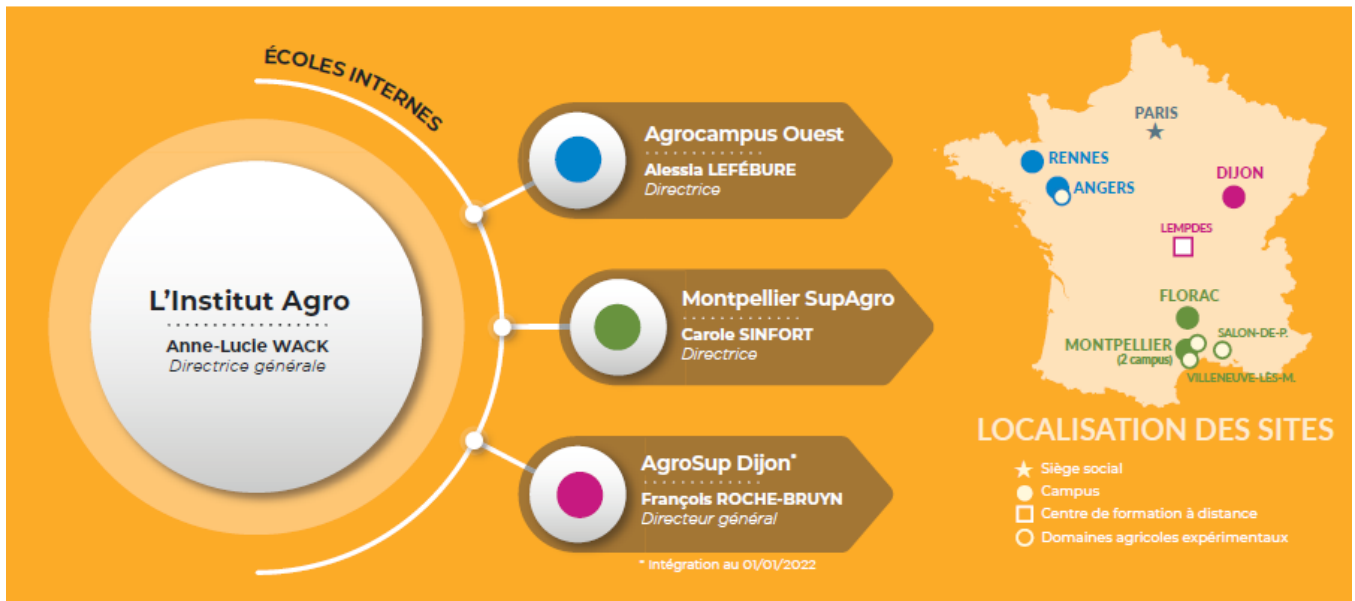 ÉCOLES INTERNES
L'Institut Agro
Anne-Lucie WACK
Directrice générale
Agrocampus Ouest
Alessia LEFÉBURE
Directrice
Montpellier SupAgro
Carole SINFORT
Directrice
AgroSup Dijon*
François ROCHE-BRUYN
Directeur général
* Intégration au 01/01/2022
PARIS
RENNES
ANGERS
DIJON
LEMPDES
FLORAC
SALON-DE-P.
MONTPELLIER
(2 campus)
VILLENEUVE-LÈS-M.
LOCALISATION DES SITES
Siège social
Campus
Centre de formation à distance
Domaines agricoles expérimentaux